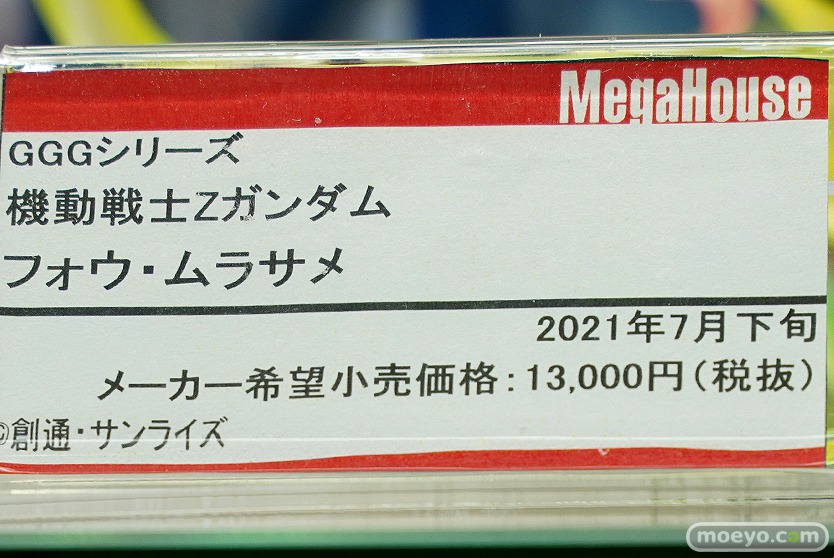 MegaHouse
GGGシリーズ
機動戦士Zガンダム
フォウ・ムラサメ
2021年7月下旬
メーカー希望小売価格：13,000円（税抜）
©創通・サンライズ
moeyo.com